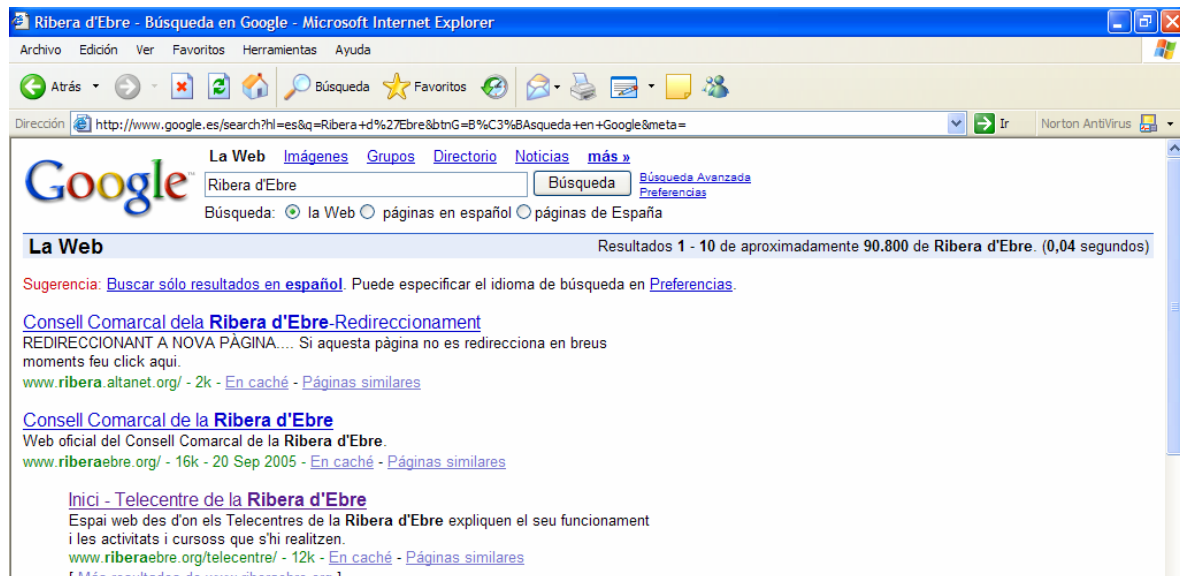 Ribera d'Ebre - Búsqueda en Google - Microsoft Internet Explorer
Archivo Edición Ver Favoritos Herramientas Ayuda
Atrás Búsqueda Favoritos
Dirección http://www.google.es/search?hl=es&q=Ribera+d%27Ebre&btnG=B%C3%BAsqueda+en+Google&meta= Ir Norton AntiVirus
La Web Imágenes Grupos Directorio Noticias más »
Google™ Ribera d'Ebre Búsqueda Búsqueda Avanzada
Preferencias
Búsqueda: la Web páginas en español páginas de España
La Web Resultados 1 - 10 de aproximadamente 90.800 de Ribera d'Ebre. (0,04 segundos)
Sugerencia: Buscar sólo resultados en español. Puede especificar el idioma de búsqueda en Preferencias.
Consell Comarcal dela Ribera d'Ebre-Redireccionament
REDIRECCIONANT A NOVA PÀGINA.... Si aquesta pàgina no es redirecciona en breus
moments feu click aqui.
www.ribera.altanet.org/ - 2k - En caché - Páginas similares
Consell Comarcal de la Ribera d'Ebre
Web oficial del Consell Comarcal de la Ribera d'Ebre.
www.riberaebre.org/ - 16k - 20 Sep 2005 - En caché - Páginas similares
Inici - Telecentre de la Ribera d'Ebre
Espai web des d'on els Telecentres de la Ribera d'Ebre expliquen el seu funcionament
i les activitats i cursoss que s'hi realitzen.
www.riberaebre.org/telecentre/ - 12k - En caché - Páginas similares
[ Más resultados de www.riberaebre.org ]